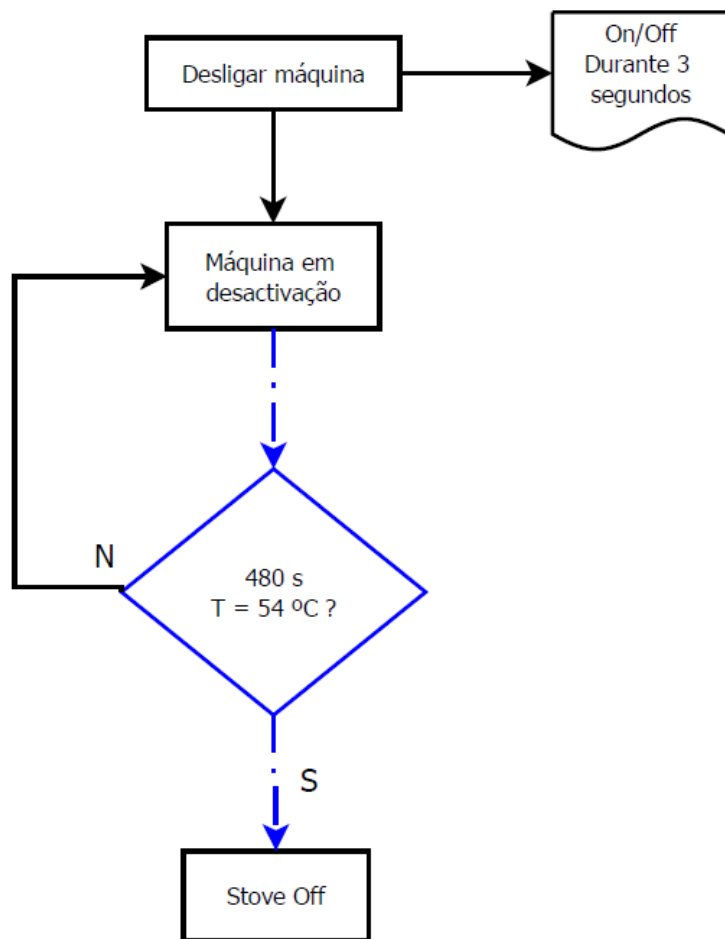 Desligar máquina
On/Off
Durante 3
segundos
Máquina em
desactivação
N
480 s
T = 54 ºC ?
S
Stove Off